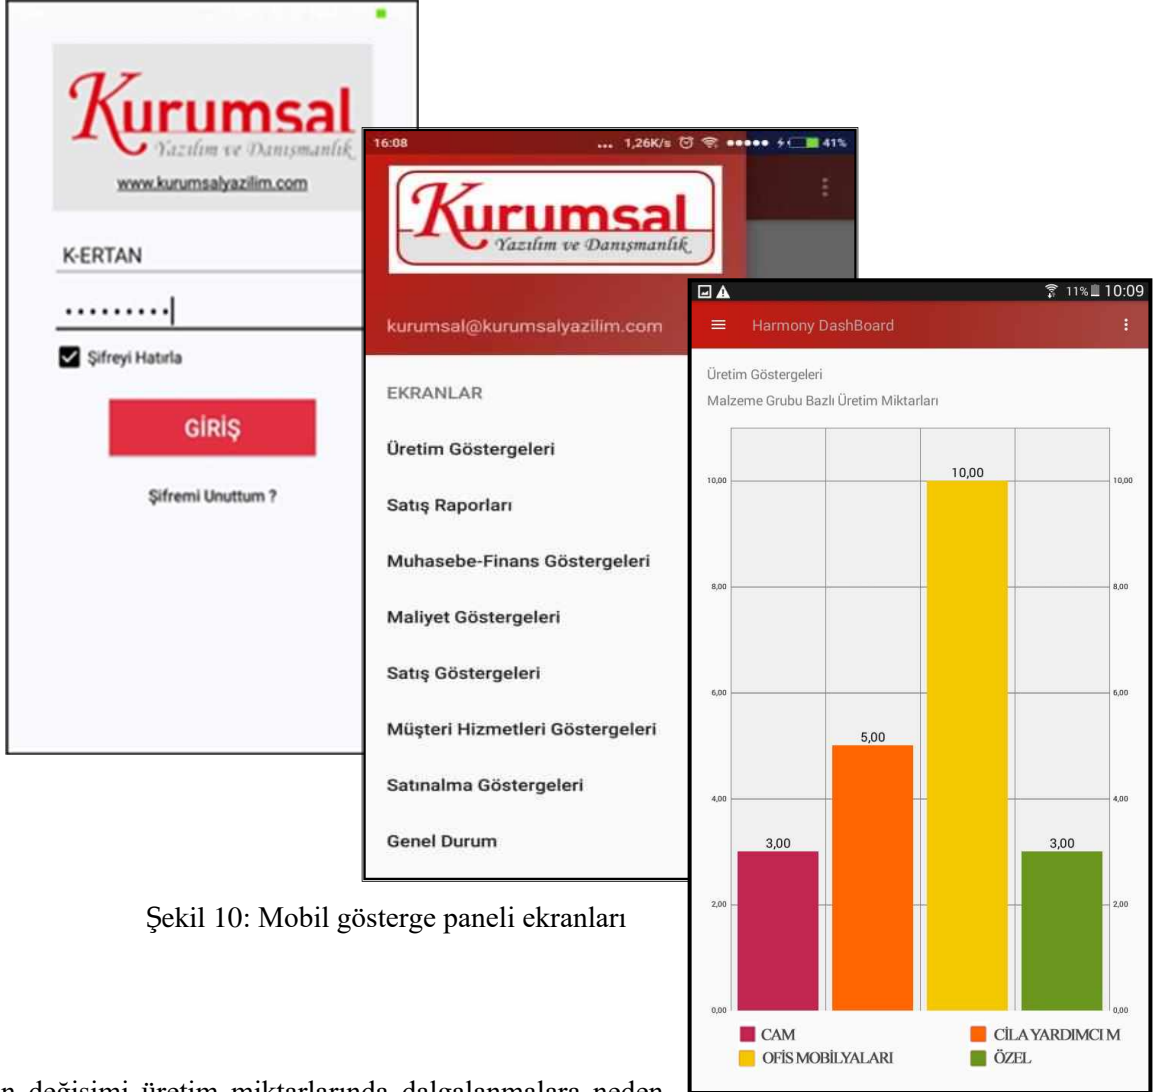 Kurumsal
Yazılım ve Danışmanlık
www.kurumsalyazilim.com
K-ERTAN
•••••••••
Şifreyi Hatırla
GİRİŞ
Şifremi Unuttum ?
16:08
... 1,26K/s 41%
Kurumsal
Yazılım ve Danışmanlık
kurumsal@kurumsalyazilim.com
EKRANLAR
Üretim Göstergeleri
Satış Raporları
Muhasebe-Finans Göstergeleri
Maliyet Göstergeleri
Satış Göstergeleri
Müşteri Hizmetleri Göstergeleri
Satınalma Göstergeleri
Genel Durum
11% 10:09
Harmony DashBoard
Üretim Göstergeleri
Malzeme Grubu Bazlı Üretim Miktarları
10,00
10,00 10,00
8,00 8,00
6,00 6,00
5,00
4,00 4,00
3,00 3,00
2,00 2,00
0,00 0,00
CAM CİLA YARDIMCI M
OFİS MOBİLYALARI ÖZEL
Şekil 10: Mobil gösterge paneli ekranları
değişimi üretim miktarlarında dalgalanmalara neden